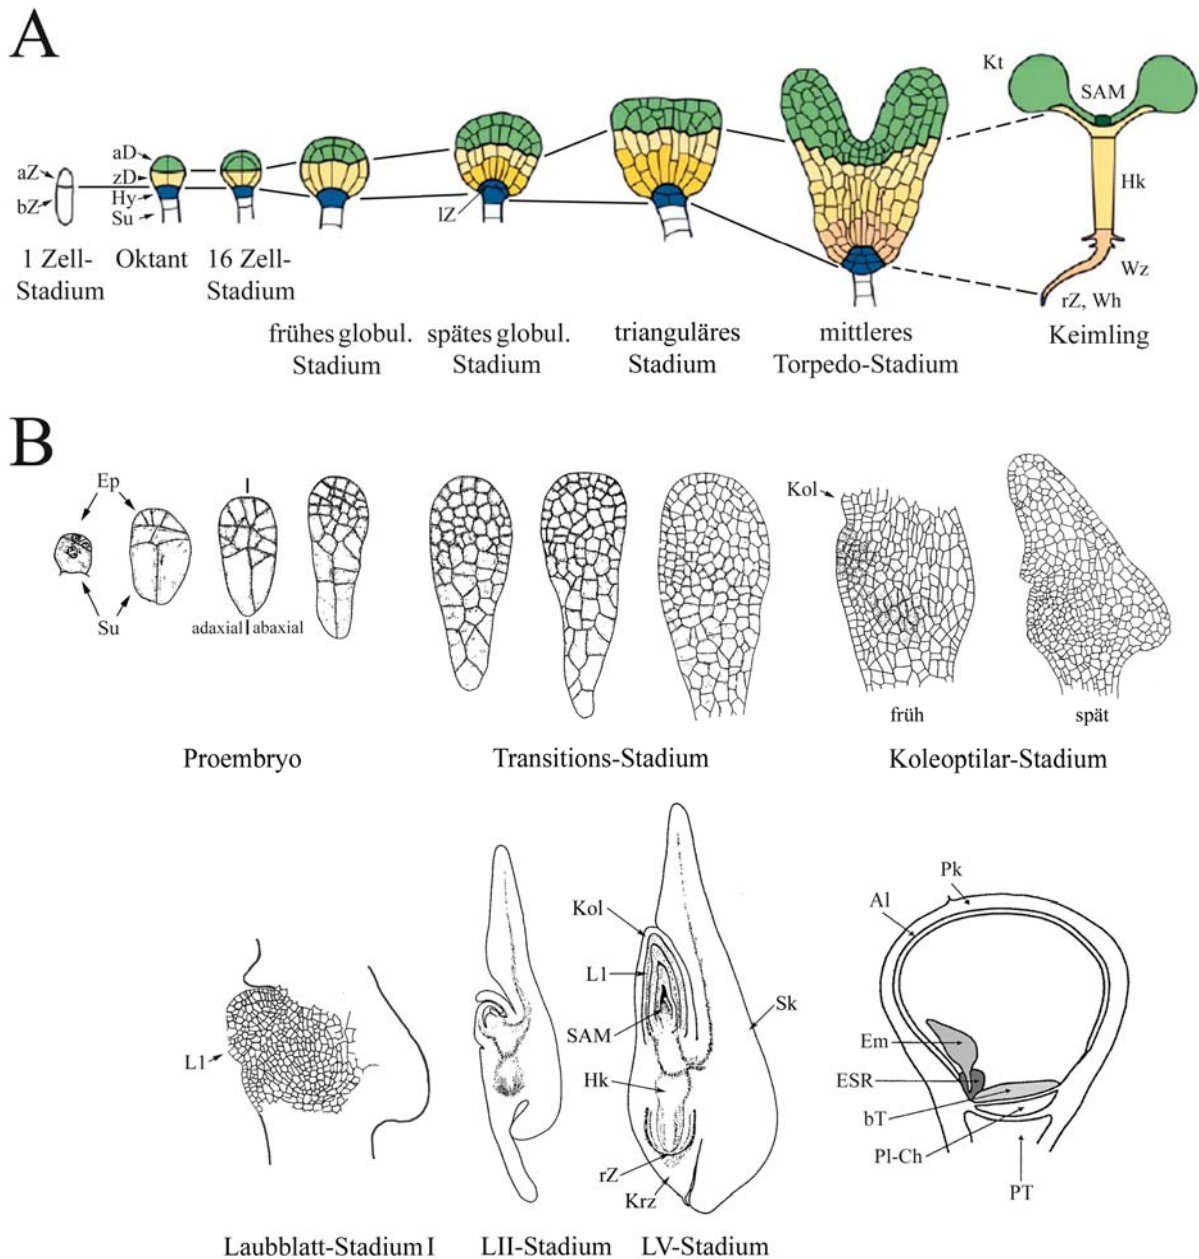 A
Kt
SAM
aD
aZ
zD
Hy
bZ
Su
lZ
Hk
Wz
rZ, Wh
1 Zell-
Stadium
Oktant
16 Zell-
Stadium
frühes globul.
Stadium
spätes globul.
Stadium
trianguläres
Stadium
mittleres
Torpedo-Stadium
Keimling
B
Ep
Su
adaxial
abaxial
Kol
früh
spät
Proembryo
Transitions-Stadium
Koleoptilar-Stadium
L1
Kol
L1
SAM
Hk
rZ
Krz
Sk
Pk
Al
Em
ESR
bT
Pl-Ch
PT
Laubblatt-Stadium I
LII-Stadium
LV-Stadium